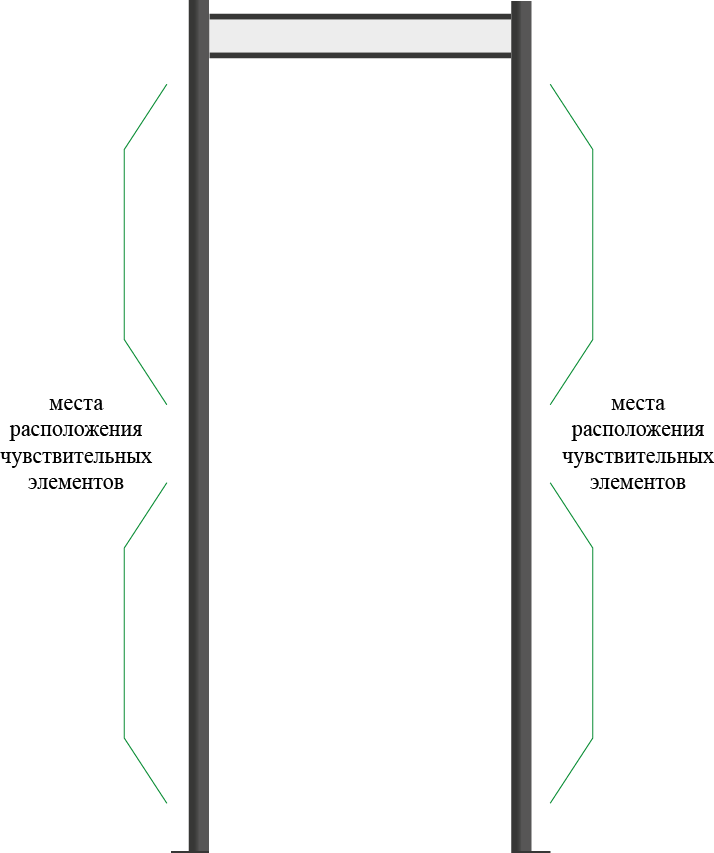 места
расположения
чувствительных
элементов
места
расположения
чувствительных
элементов